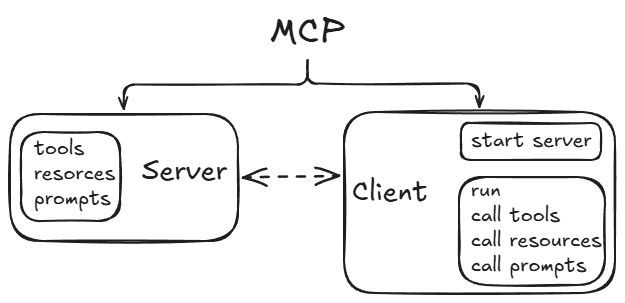 MCP
tools
resorces
prompts
Server
Client
start server
run
call tools
call resources
call prompts